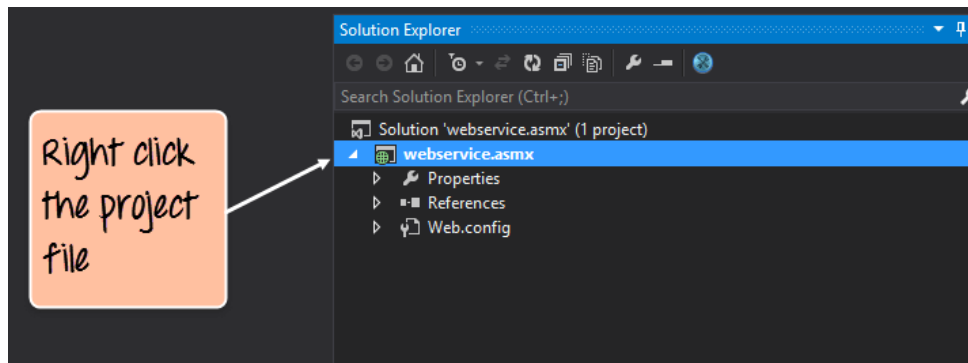 Solution Explorer
Search Solution Explorer (Ctrl+;)
Solution 'webservice.asmx' (1 project)
webservice.asmx
Properties
References
Web.config
Right click
the project
file